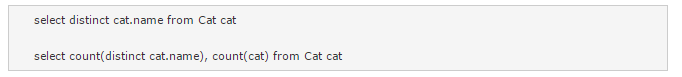 select distinct cat.name from Cat cat
select count(distinct cat.name), count(cat) from Cat cat